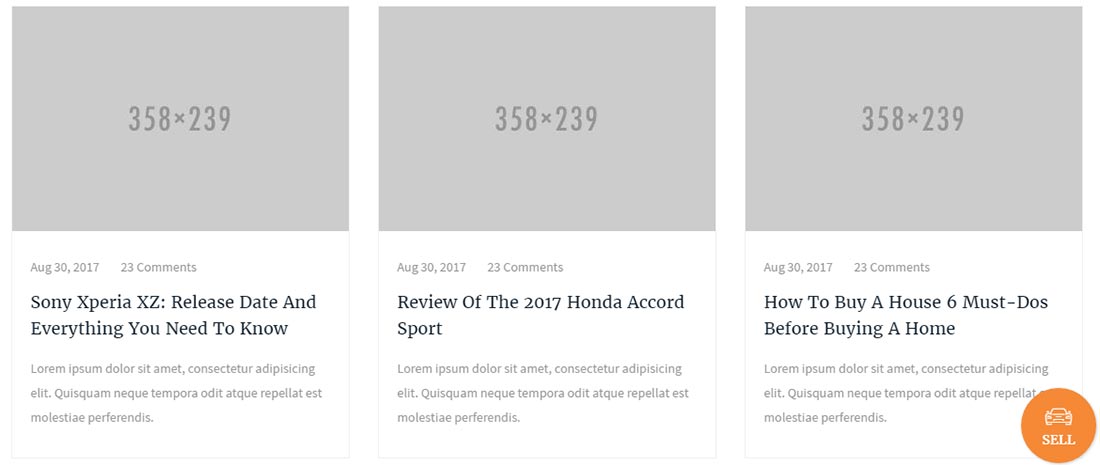 358×239
358×239
358×239
Aug 30, 2017 23 Comments
Sony Xperia XZ: Release Date And
Everything You Need To Know
Lorem ipsum dolor sit amet, consectetur adipisicing
elit. Quisquam neque tempora odit atque repellat est
molestiae perferendis.
Aug 30, 2017 23 Comments
Review Of The 2017 Honda Accord
Sport
Lorem ipsum dolor sit amet, consectetur adipisicing
elit. Quisquam neque tempora odit atque repellat est
molestiae perferendis.
Aug 30, 2017 23 Comments
How To Buy A House 6 Must-Dos
Before Buying A Home
Lorem ipsum dolor sit amet, consectetur adipisicing
elit. Quisquam neque tempora odit atque repellat
molestiae perferendis.
SELL